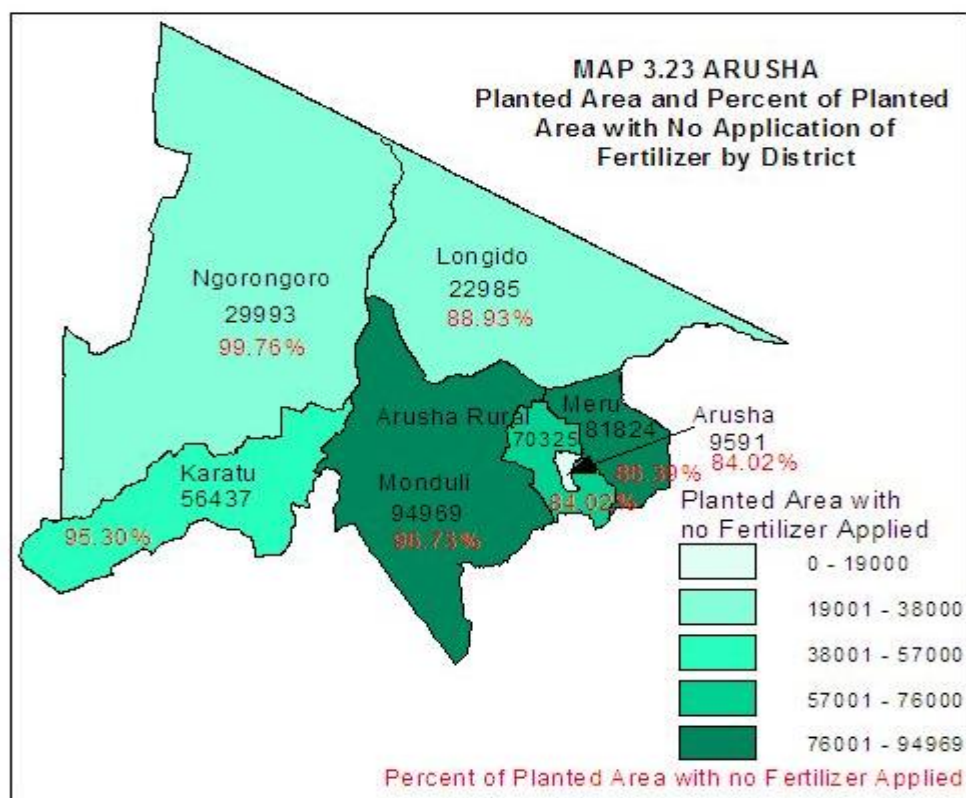 MAP 3.23 ARUSHA
Planted Area and Percent of Planted
Area with No Application of
Fertilizer by District
Ngorongoro
29993
99.76%
Longido
22985
88.93%
Karatu
56437
95.30%
Arusha Rural
70325
84.02%
Monduli
94969
96.73%
Meru
81824
86.39%
Arusha
9591
84.02%
Planted Area with
no Fertilizer Applied
0 - 19000
19001 - 38000
38001 - 57000
57001 - 76000
76001 - 94969
Percent of Planted Area with no Fertilizer Applied